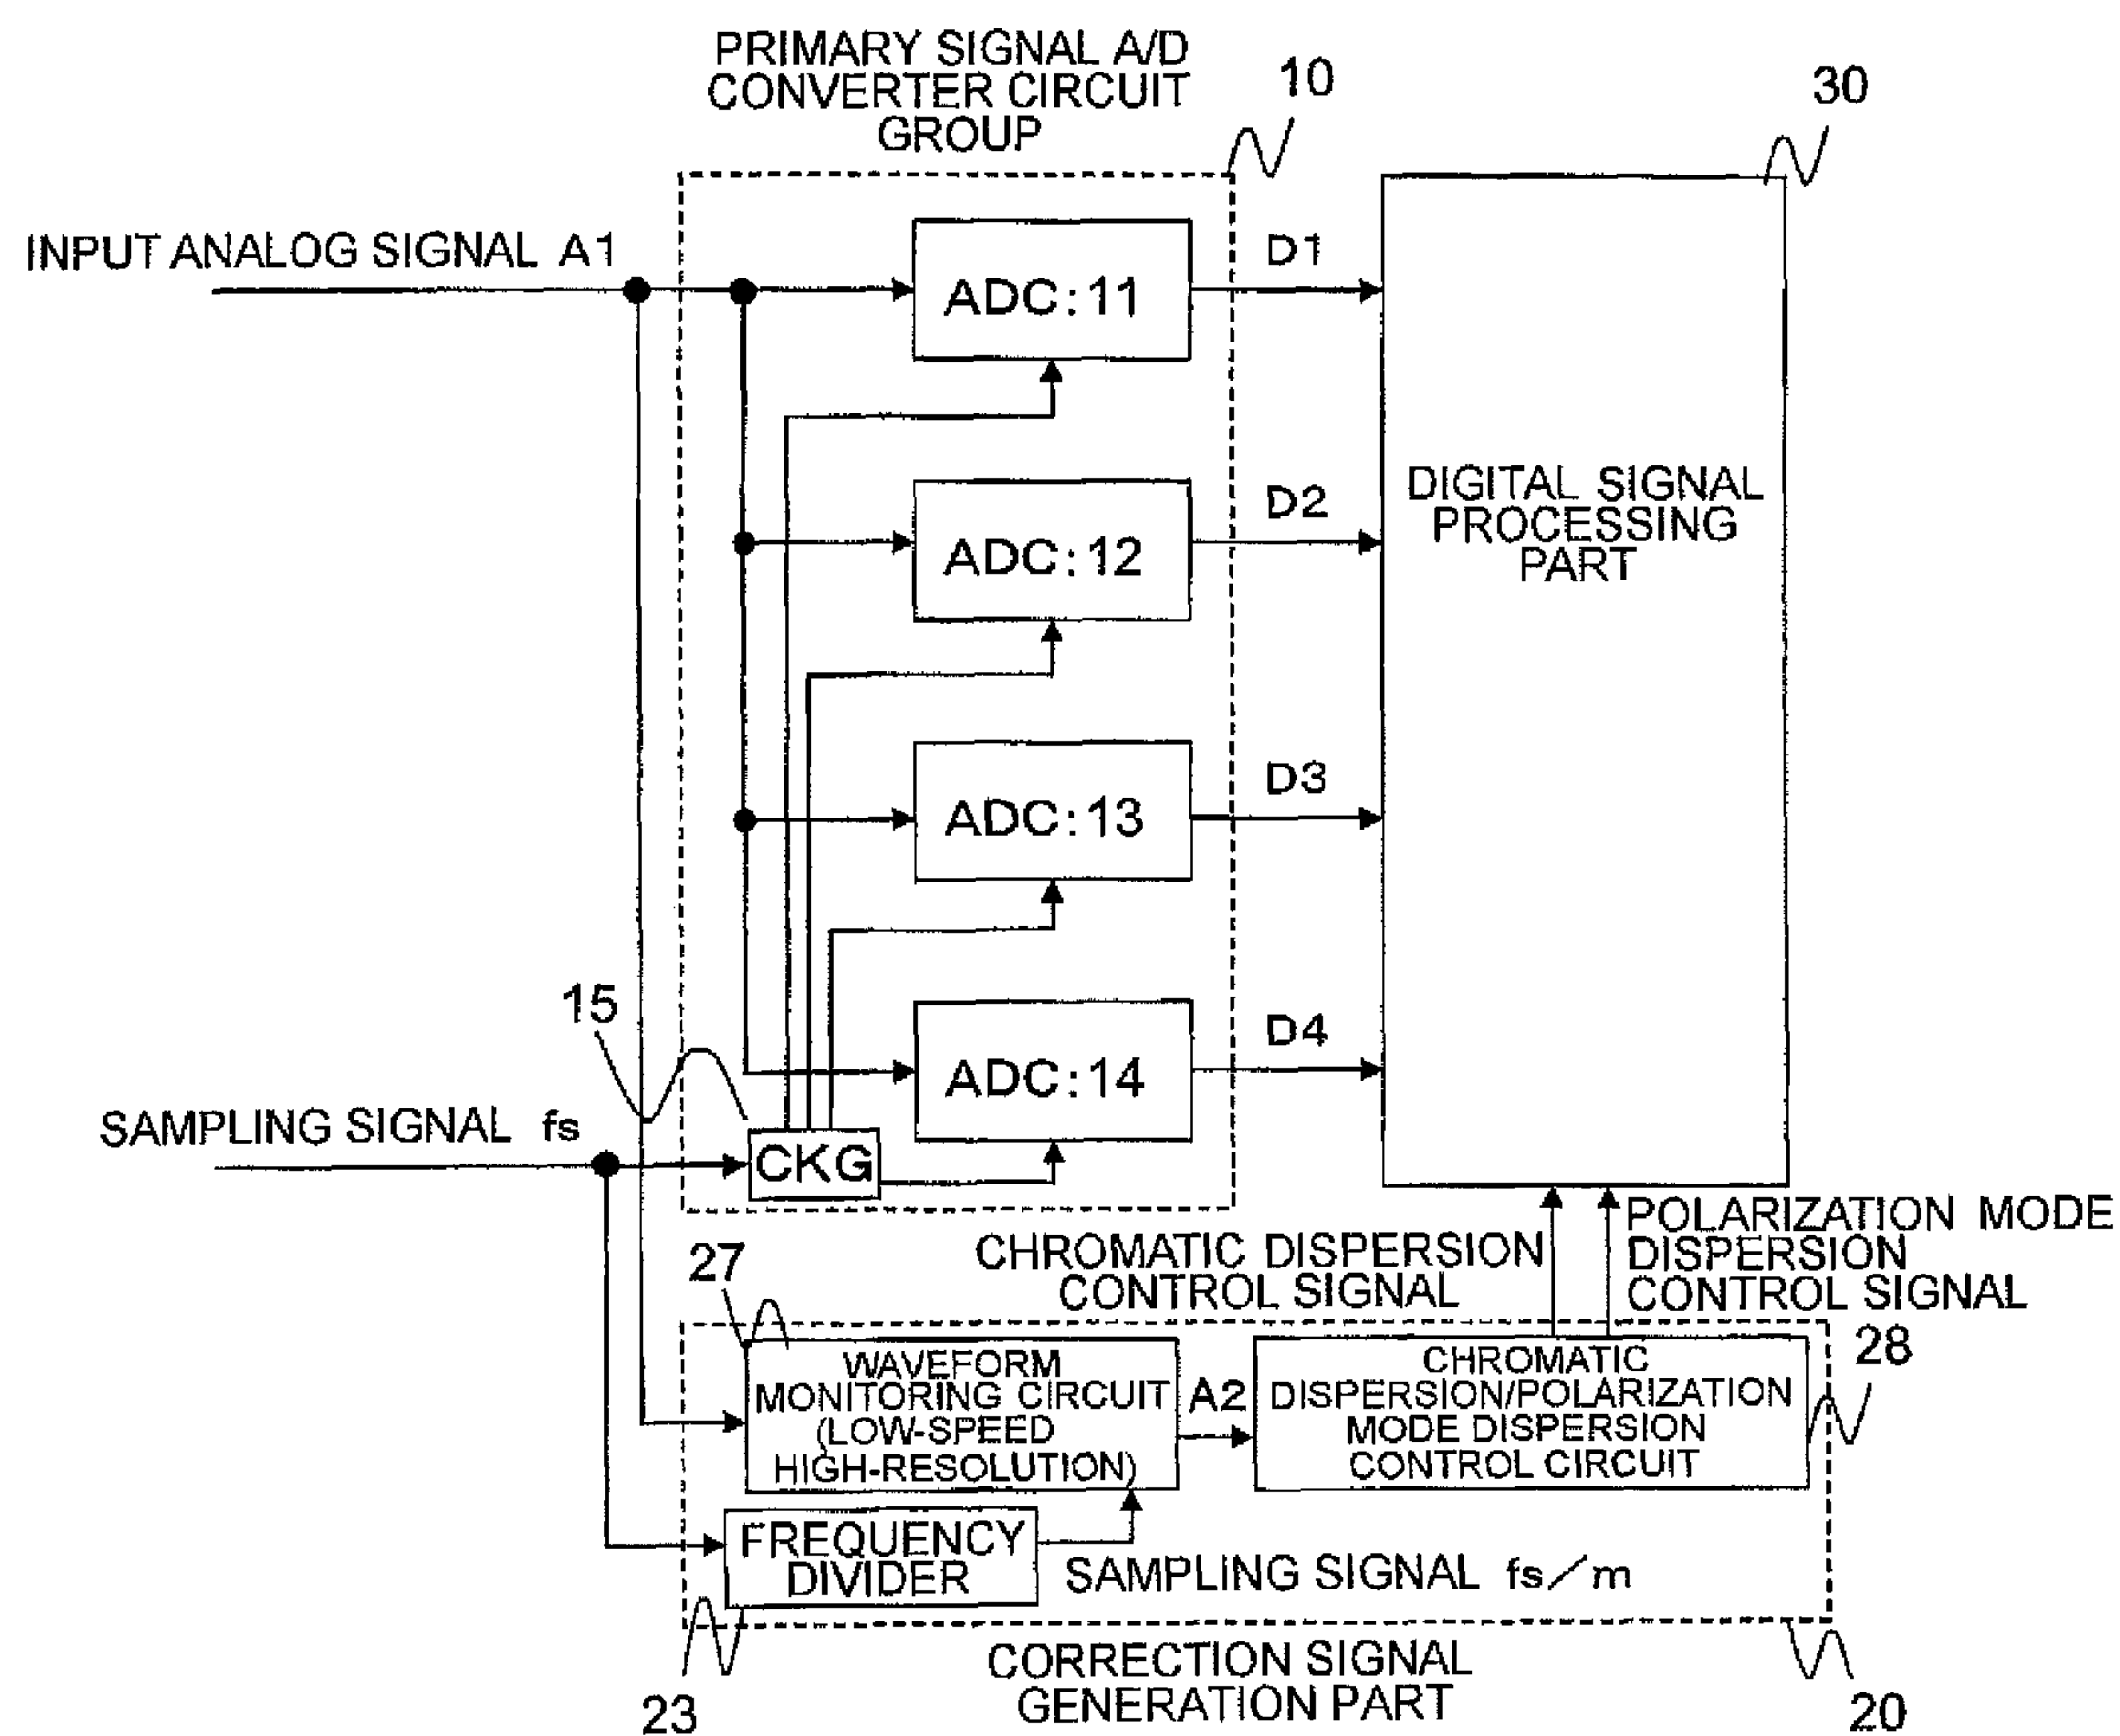 PRIMARY SIGNAL A/D
CONVERTER CIRCUIT
GROUP
10
30
INPUT ANALOG SIGNAL A1
ADC:11
D1
ADC:12
D2
DIGITAL SIGNAL
PROCESSING
PART
ADC:13
D3
15
ADC:14
D4
SAMPLING SIGNAL fs
CKG
27
CHROMATIC DISPERSION
CONTROL SIGNAL
POLARIZATION MODE
DISPERSION
CONTROL SIGNAL
28
WAVEFORM
MONITORING CIRCUIT
(LOW-SPEED
HIGH-RESOLUTION)
A2
CHROMATIC
DISPERSION/POLARIZATION
MODE DISPERSION
CONTROL CIRCUIT
FREQUENCY
DIVIDER
SAMPLING SIGNAL fs/m
23
CORRECTION SIGNAL
GENERATION PART
20